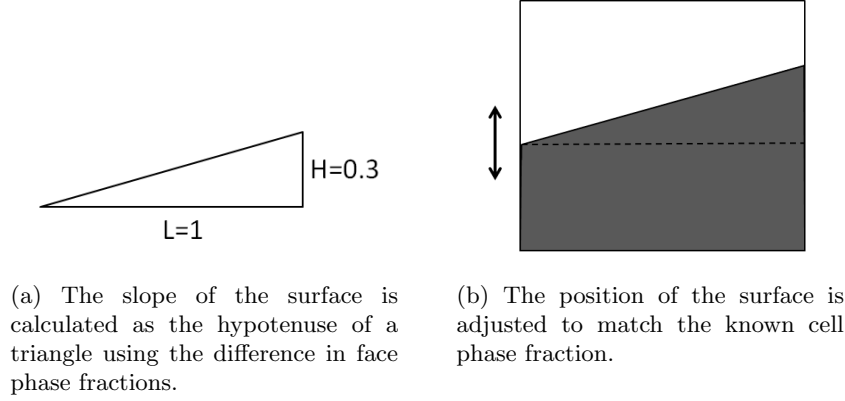 H=0.3
L=1
(a) The slope of the surface is
calculated as the hypotenuse of a
triangle using the difference in face
phase fractions.
(b) The position of the surface is
adjusted to match the known cell
phase fraction.